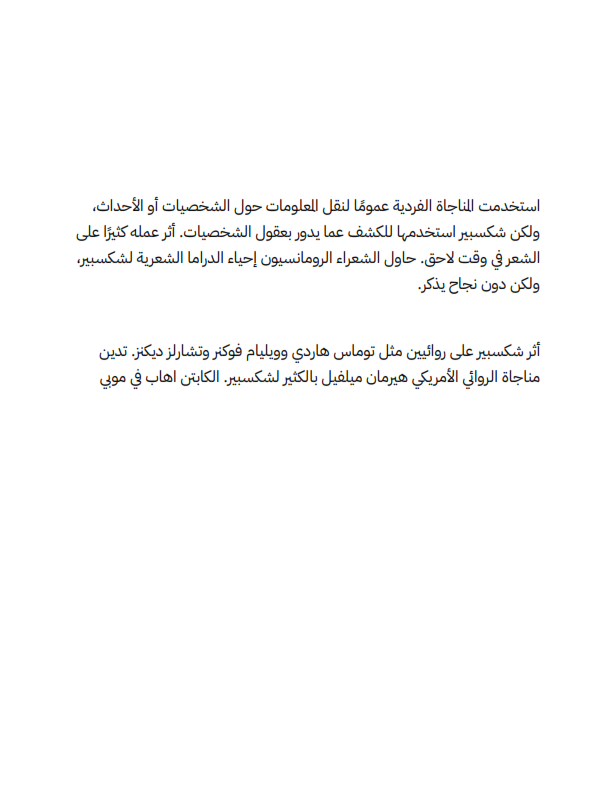 استخدمت المناجاة الفردية عمومًا لنقل المعلومات حول الشخصيات أو الأحداث،
ولكن شكسبير استخدمها للكشف عما يدور بعقول الشخصيات. أثر عمله كثيرًا على
الشعر في وقت لاحق. حاول الشعراء الرومانسيون إحياء الدراما الشعرية لشكسبير،
ولكن دون نجاح يذكر.
أثر شكسبير على روائيين مثل توماس هاردي وويليام فوكنر وتشارلز ديكنز. تدين
مناجاة الروائي الأمريكي هيرمان ميلفيل بالكثير لشكسبير. الكابتن اهاب في موبي